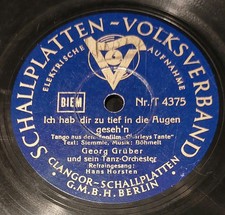 SCHALLPLATTEN-VOLKSVERBAND
ELEKTRISCHE AUFNAHME
BIEM
Nr. T 4375
Ich hab dir zu tief in die Augen
geseh'n
Tango aus dem Tonfilm „Charleys Tante"
Text: Stemmle, Musik: Böhmelt
Georg Grüber
und sein Tanz-Orchester
Refraingesang:
Hans Horsten
CLANGOR-SCHALLPLATTEN
G.M.B.H. BERLIN